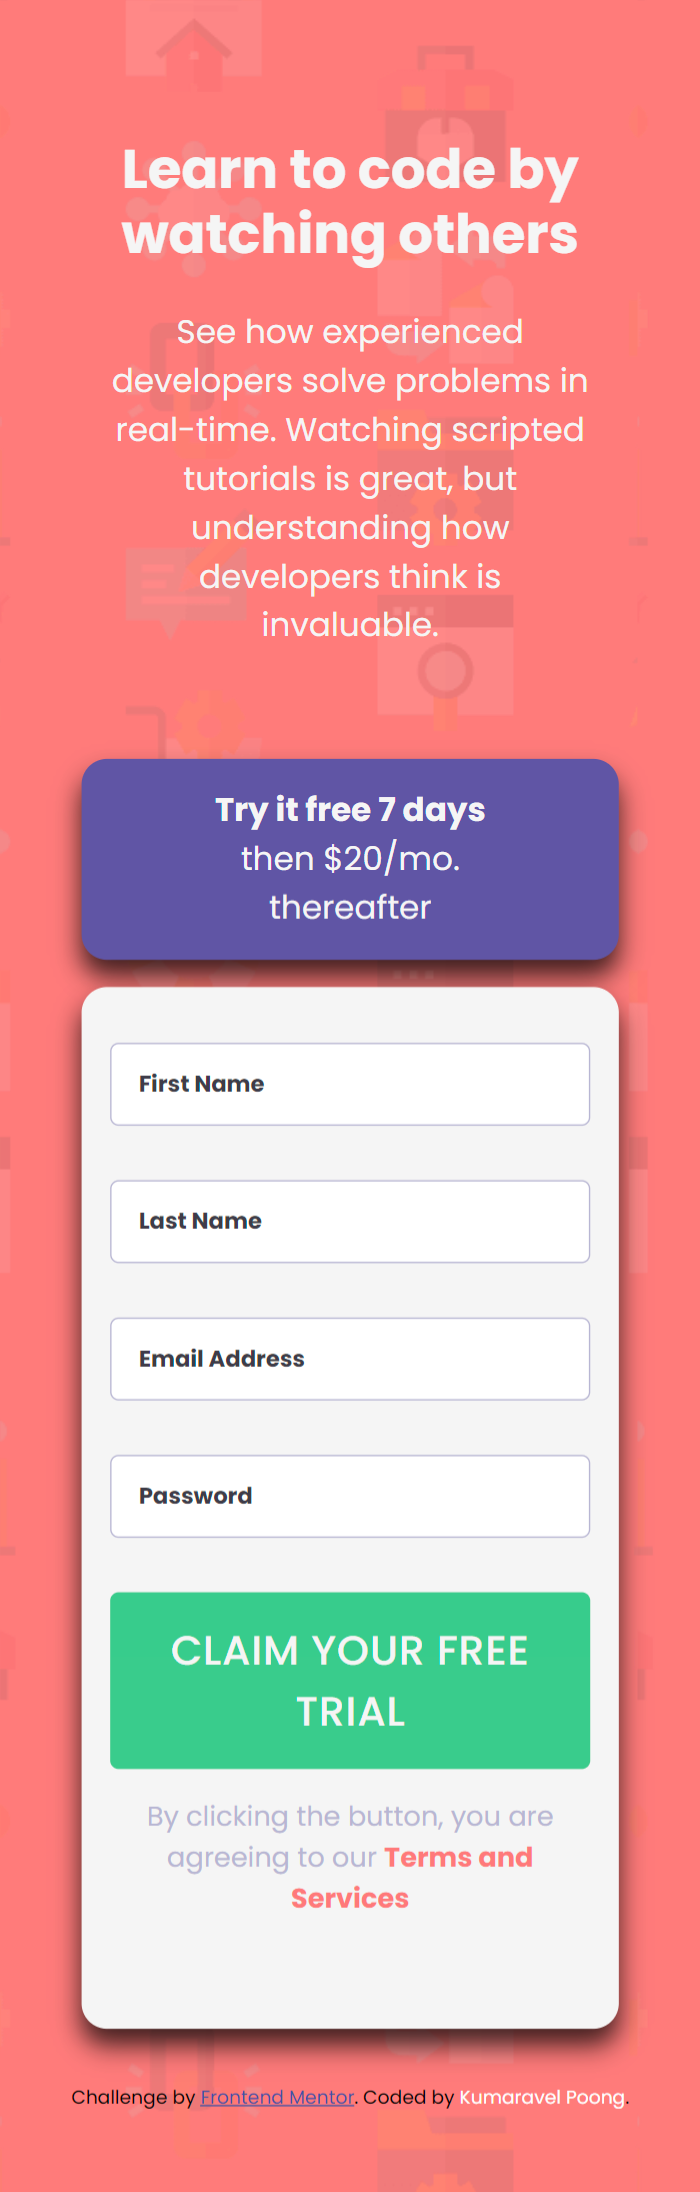 Learn to code by
watching others
See how experienced
developers solve problems in
real-time. Watching scripted
tutorials is great, but
understanding how
developers think is
invaluable.
Try it free 7 days
then $20/mo.
thereafter
First Name
Last Name
Email Address
Password
CLAIM YOUR FREE
TRIAL
By clicking the button, you are
agreeing to our Terms and
Services
Challenge by Frontend Mentor. Coded by Kumaravel Poong.